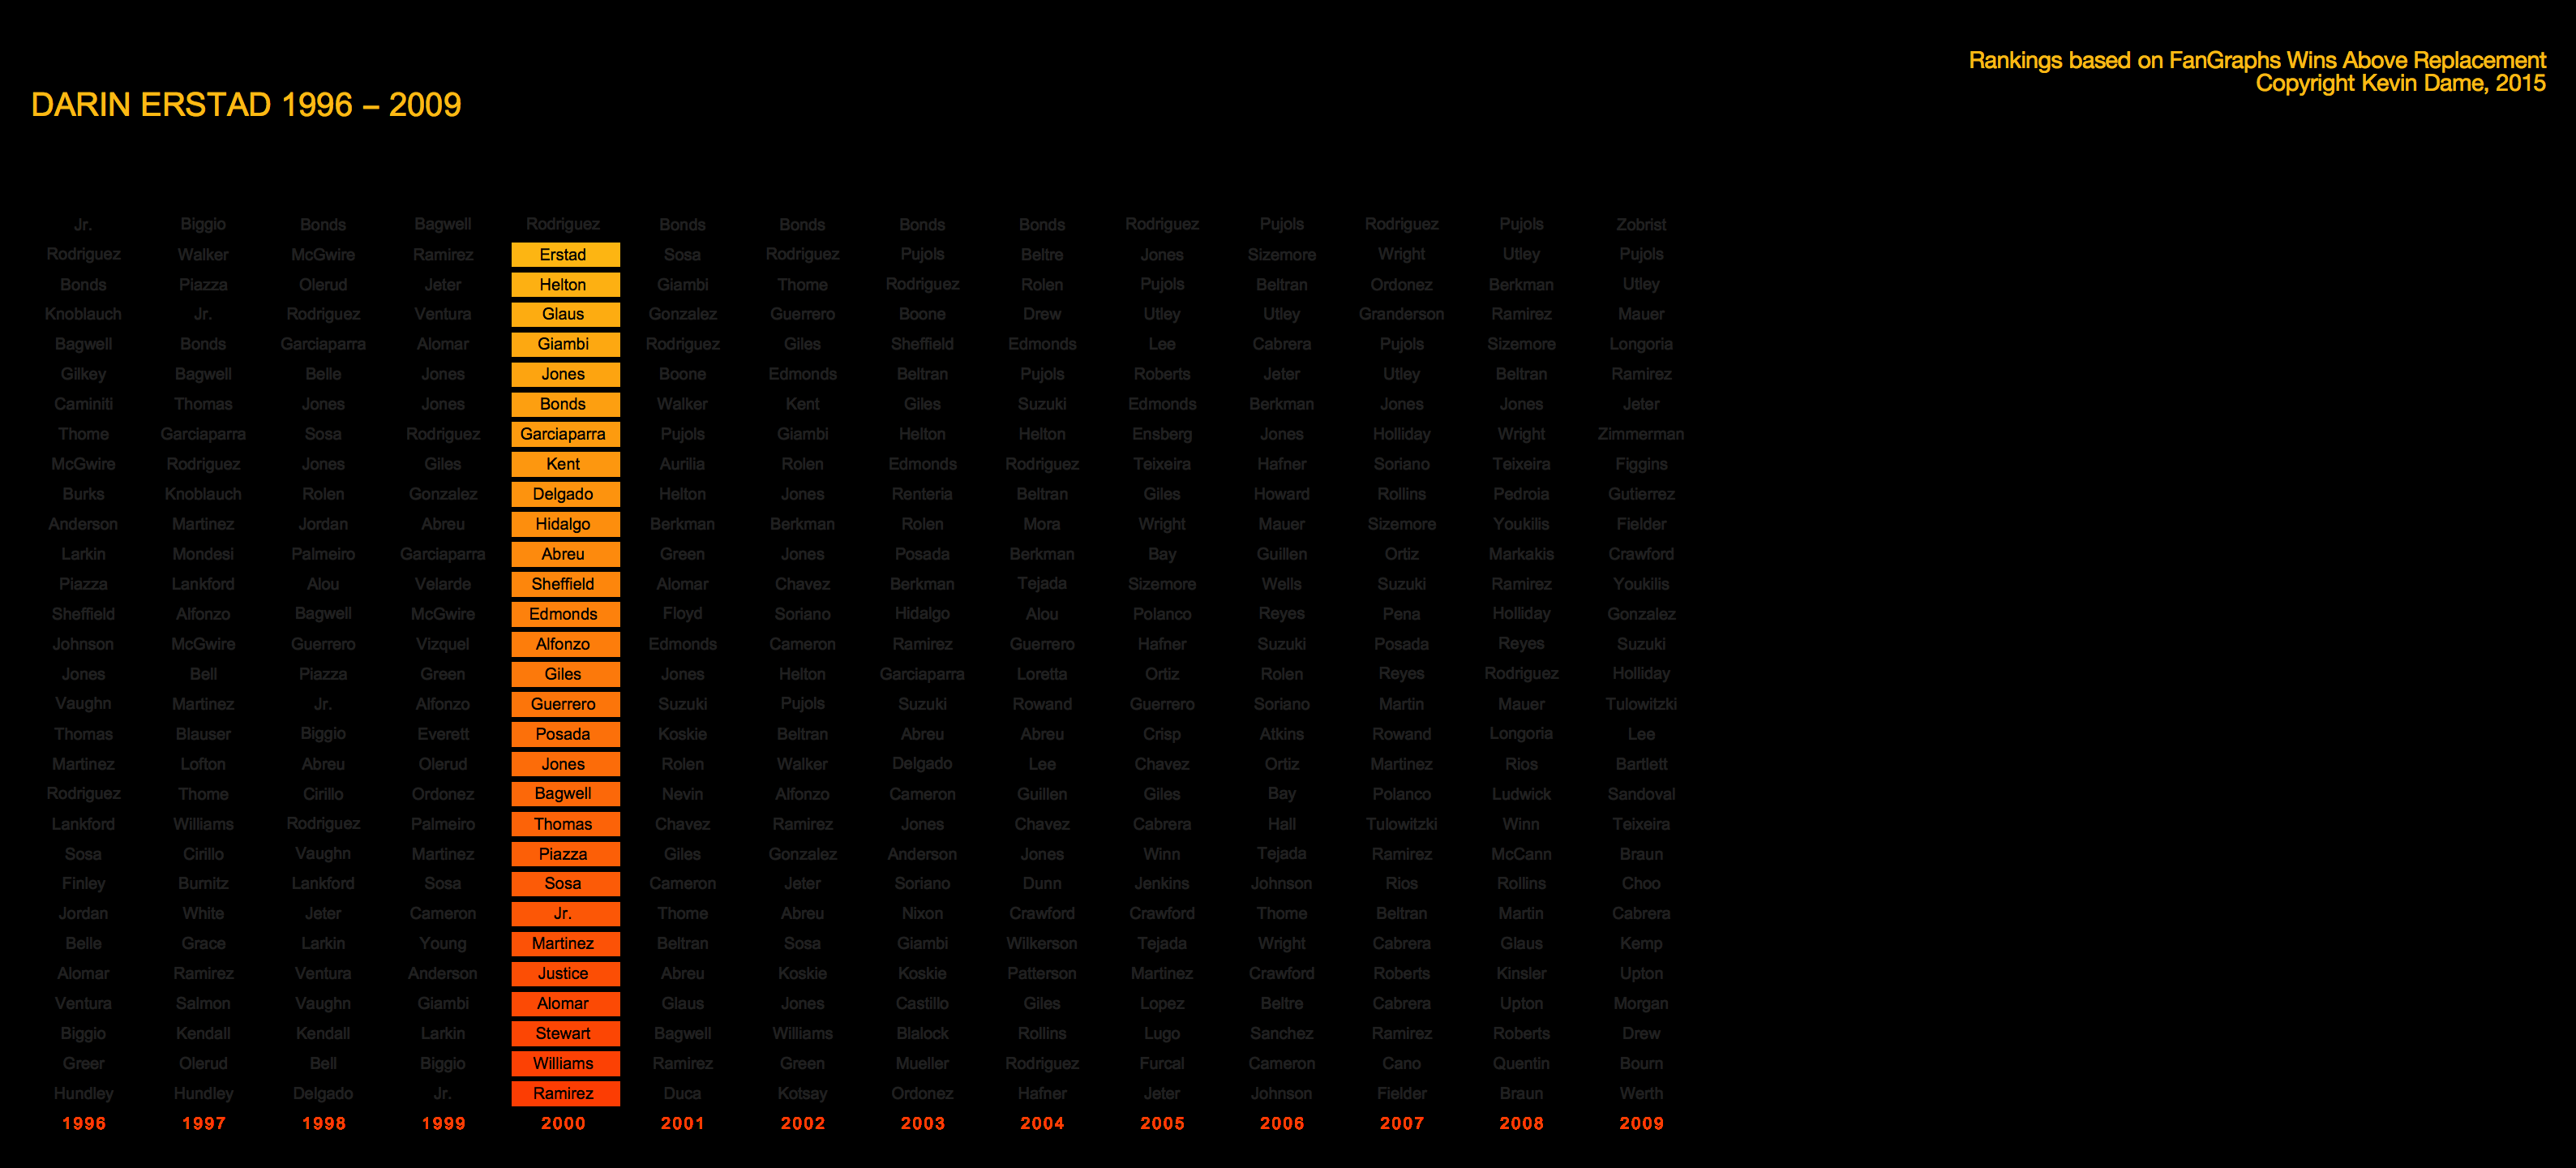 Rankings based on FanGraphs Wins Above Replacement
Copyright Kevin Dame, 2015
DARIN ERSTAD 1996 – 2009
Jr. Biggio Bonds Bagwell Rodriguez Bonds Bonds Bonds Bonds Rodriguez Pujols Rodriguez Pujols Zobrist
Rodriguez Walker McGwire Ramirez Erstad Sosa Rodriguez Pujols Beltre Jones Sizemore Wright Utley Pujols
Bonds Piazza Olerud Jeter Helton Giambi Thome Rodriguez Rolen Pujols Beltran Ordonez Berkman Utley
Knoblauch Jr. Rodriguez Ventura Glaus Gonzalez Guerrero Boone Drew Utley Utley Granderson Ramirez Mauer
Bagwell Bonds Garciaparra Alomar Giambi Rodriguez Giles Sheffield Edmonds Lee Cabrera Pujols Sizemore Longoria
Gilkey Bagwell Belle Jones Jones Boone Edmonds Beltran Pujols Roberts Jeter Utley Beltran Ramirez
Caminiti Thomas Jones Jones Bonds Walker Kent Giles Suzuki Edmonds Berkman Jones Jones Jeter
Thome Garciaparra Sosa Rodriguez Garciaparra Pujols Giambi Helton Helton Ensberg Jones Holliday Wright Zimmerman
McGwire Rodriguez Jones Giles Kent Aurilia Rolen Edmonds Rodriguez Teixeira Hafner Soriano Teixeira Figgins
Burks Knoblauch Rolen Gonzalez Delgado Helton Jones Renteria Beltran Giles Howard Rollins Pedroia Gutierrez
Anderson Martinez Jordan Abreu Hidalgo Berkman Berkman Rolen Mora Wright Mauer Sizemore Youkilis Fielder
Larkin Mondesi Palmeiro Garciaparra Abreu Green Jones Posada Berkman Bay Guillen Ortiz Markakis Crawford
Piazza Lankford Alou Velarde Sheffield Alomar Chavez Berkman Tejada Sizemore Wells Suzuki Ramirez Youkilis
Sheffield Alfonzo Bagwell McGwire Edmonds Floyd Soriano Hidalgo Alou Polanco Reyes Pena Holliday Gonzalez
Johnson McGwire Guerrero Vizquel Alfonzo Edmonds Cameron Ramirez Guerrero Hafner Suzuki Posada Reyes Suzuki
Jones Bell Piazza Green Giles Jones Helton Garciaparra Loretta Ortiz Rolen Reyes Rodriguez Holliday
Vaughn Martinez Jr. Alfonzo Guerrero Suzuki Pujols Suzuki Rowand Guerrero Soriano Martin Mauer Tulowitzki
Thomas Blauser Biggio Everett Posada Koskie Beltran Abreu Abreu Crisp Atkins Rowand Longoria Lee
Martinez Lofton Abreu Olerud Jones Rolen Walker Delgado Lee Chavez Ortiz Martinez Rios Bartlett
Rodriguez Thome Cirillo Ordonez Bagwell Nevin Alfonzo Cameron Guillen Giles Bay Polanco Ludwick Sandoval
Lankford Williams Rodriguez Palmeiro Thomas Chavez Ramirez Jones Chavez Cabrera Hall Tulowitzki Winn Teixeira
Sosa Cirillo Vaughn Martinez Piazza Giles Gonzalez Anderson Jones Winn Tejada Ramirez McCann Braun
Finley Burnitz Lankford Sosa Sosa Cameron Jeter Soriano Dunn Jenkins Johnson Rios Rollins Choo
Jordan White Jeter Cameron Jr. Thome Abreu Nixon Crawford Crawford Thome Beltran Martin Cabrera
Belle Grace Larkin Young Martinez Beltran Sosa Giambi Wilkerson Tejada Wright Cabrera Glaus Kemp
Alomar Ramirez Ventura Anderson Justice Abreu Koskie Koskie Patterson Martinez Crawford Roberts Kinsler Upton
Ventura Salmon Vaughn Giambi Alomar Glaus Jones Castillo Giles Lopez Beltre Cabrera Upton Morgan
Biggio Kendall Kendall Larkin Stewart Bagwell Williams Blalock Rollins Lugo Sanchez Ramirez Roberts Drew
Greer Olerud Bell Biggio Williams Ramirez Green Mueller Rodriguez Furcal Cameron Cano Quentin Bourn
Hundley Hundley Delgado Jr. Ramirez Duca Kotsay Ordonez Hafner Jeter Johnson Fielder Braun Werth
1996 1997 1998 1999 2000 2001 2002 2003 2004 2005 2006 2007 2008 2009